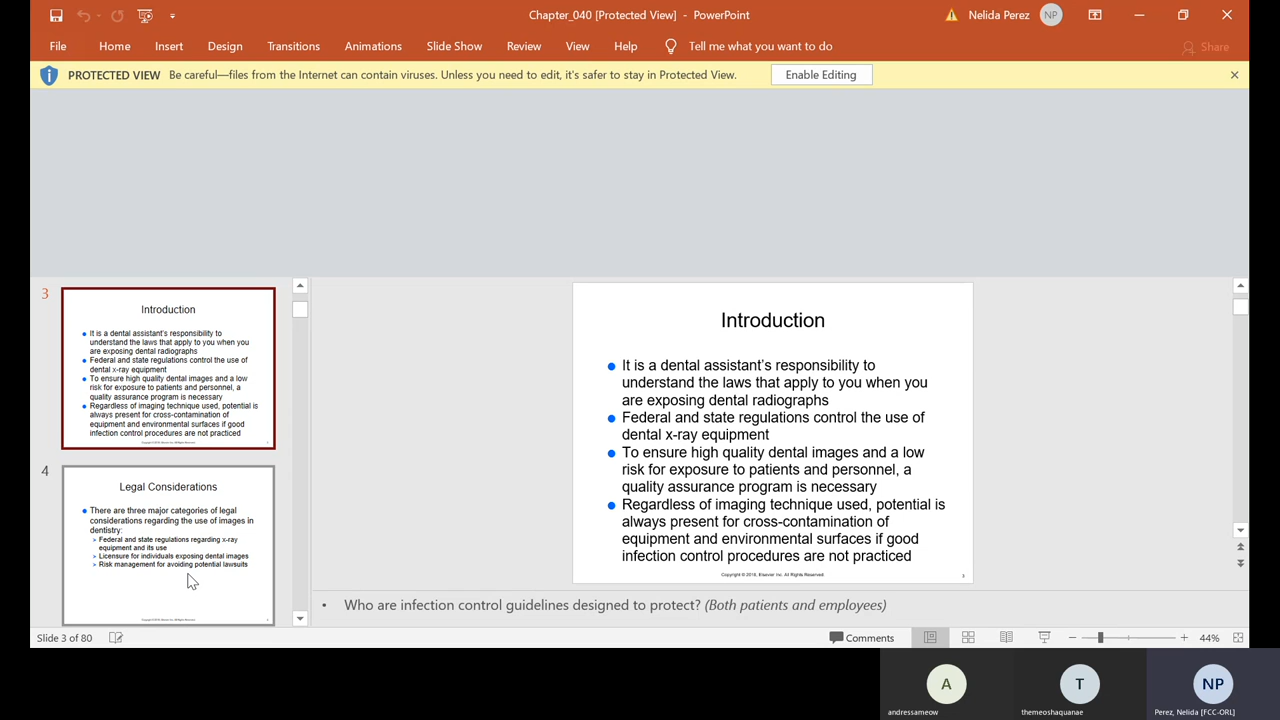 Chapter_040 [Protected View] - PowerPoint
Nelida Perez
NP
File Home Insert Design Transitions Animations Slide Show Review View Help Tell me what you want to do
Share
PROTECTED VIEW Be careful—files from the Internet can contain viruses. Unless you need to edit, it's safer to stay in Protected View.
Enable Editing
3
Introduction
It is a dental assistant's responsibility to
understand the laws that apply to you when you
are exposing dental radiographs
Federal and state regulations control the use of
dental x-ray equipment
To ensure high quality dental images and a low
risk for exposure to patients and personnel, a
quality assurance program is necessary
Regardless of imaging technique used, potential is
always present for cross-contamination of
equipment and environmental surfaces if good
infection control procedures are not practiced
4
Legal Considerations
There are three major categories of legal
considerations regarding the use of images in
dentistry:
Federal and state regulations regarding x-ray
equipment and its use
Licensure for individuals exposing dental images
Risk management for avoiding potential lawsuits
Introduction
It is a dental assistant's responsibility to
understand the laws that apply to you when you
are exposing dental radiographs
Federal and state regulations control the use of
dental x-ray equipment
To ensure high quality dental images and a low
risk for exposure to patients and personnel, a
quality assurance program is necessary
Regardless of imaging technique used, potential is
always present for cross-contamination of
equipment and environmental surfaces if good
infection control procedures are not practiced
Copyright © 2018, Elsevier Inc. All Rights Reserved.
3
• Who are infection control guidelines designed to protect? (Both patients and employees)
Slide 3 of 80
Comments
44%
A
T
NP
andressameow
themeoshaquanae
Perez, Nelida [FCC-ORL]